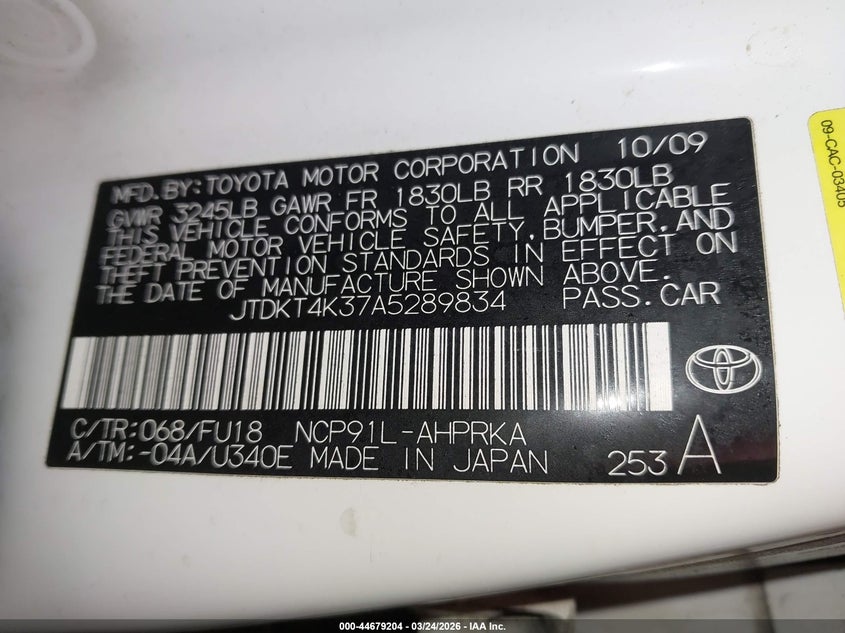 MFD.BY:TOYOTA MOTOR CORPORATION 10/09
GVWR 3245LB GAWR FR 1830LB RR 1830LB
THIS VEHICLE CONFORMS TO ALL APPLICABLE
FEDERAL MOTOR VEHICLE SAFETY,BUMPER,AND
THEFT PREVENTION STANDARDS IN EFFECT ON
THE DATE OF MANUFACTURE SHOWN ABOVE.
JTDKT4K37A5289834 PASS.CAR
C/TR:068/FU18 NCP91L-AHPRKA
A/TM:-04A/U340E MADE IN JAPAN 253 A
09-CAC-03405
000-44679204 - 03/24/2026 - IAA Inc.